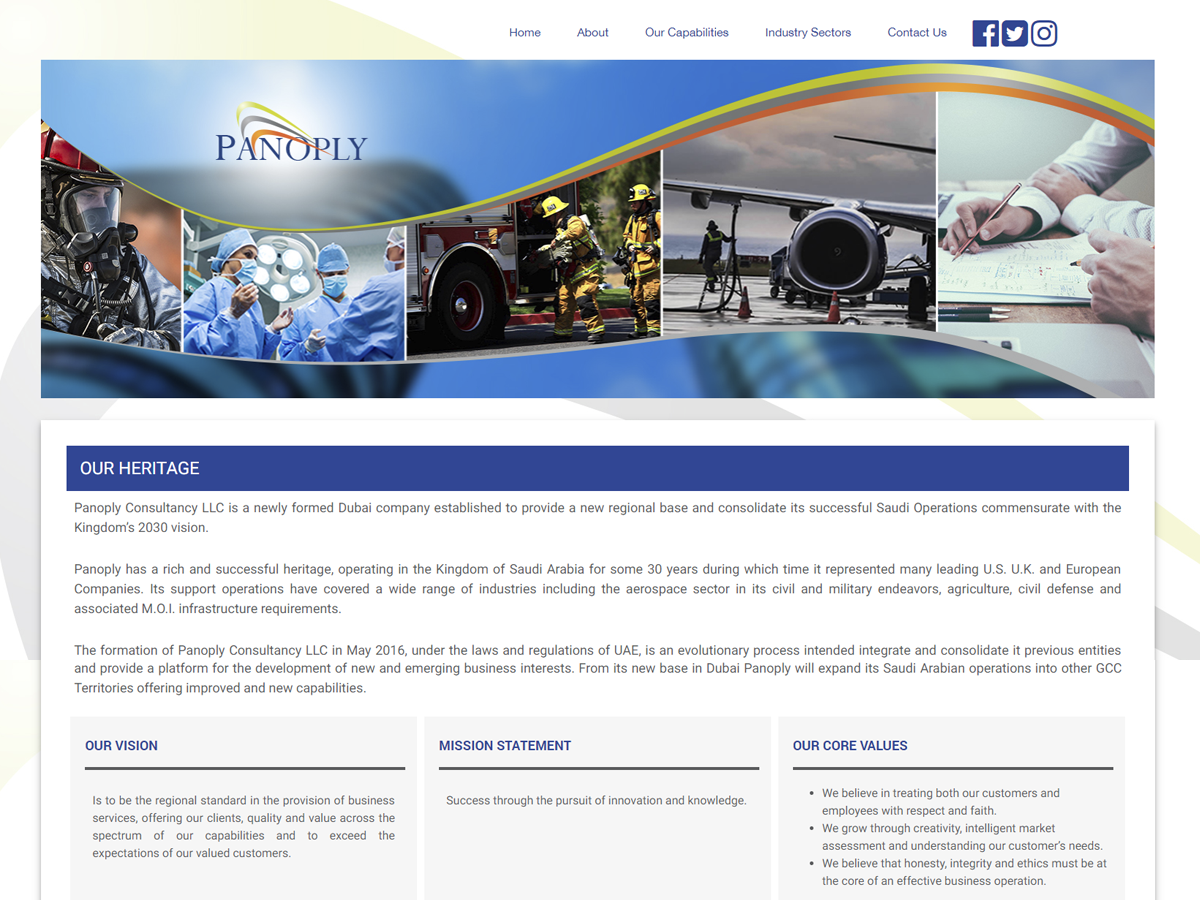 Home About Our Capabilities Industry Sectors Contact Us
PANOPLY
OUR HERITAGE
Panoply Consultancy LLC is a newly formed Dubai company established to provide a new regional base and consolidate its successful Saudi Operations commensurate with the
Kingdom's 2030 vision.
Panoply has a rich and successful heritage, operating in the Kingdom of Saudi Arabia for some 30 years during which time it represented many leading U.S. U.K. and European
Companies. Its support operations have covered a wide range of industries including the aerospace sector in its civil and military endeavors, agriculture, civil defense and
associated M.O.I. infrastructure requirements.
The formation of Panoply Consultancy LLC in May 2016, under the laws and regulations of UAE, is an evolutionary process intended integrate and consolidate it previous entities
and provide a platform for the development of new and emerging business interests. From its new base in Dubai Panoply will expand its Saudi Arabian operations into other GCC
Territories offering improved and new capabilities.
OUR VISION
Is to be the regional standard in the provision of business
services, offering our clients, quality and value across the
spectrum of our capabilities and to exceed the
expectations of our valued customers.
MISSION STATEMENT
Success through the pursuit of innovation and knowledge.
OUR CORE VALUES
• We believe in treating both our customers and
employees with respect and faith.
• We grow through creativity, intelligent market
assessment and understanding our customer's needs.
• We believe that honesty, integrity and ethics must be at
the core of an effective business operation.